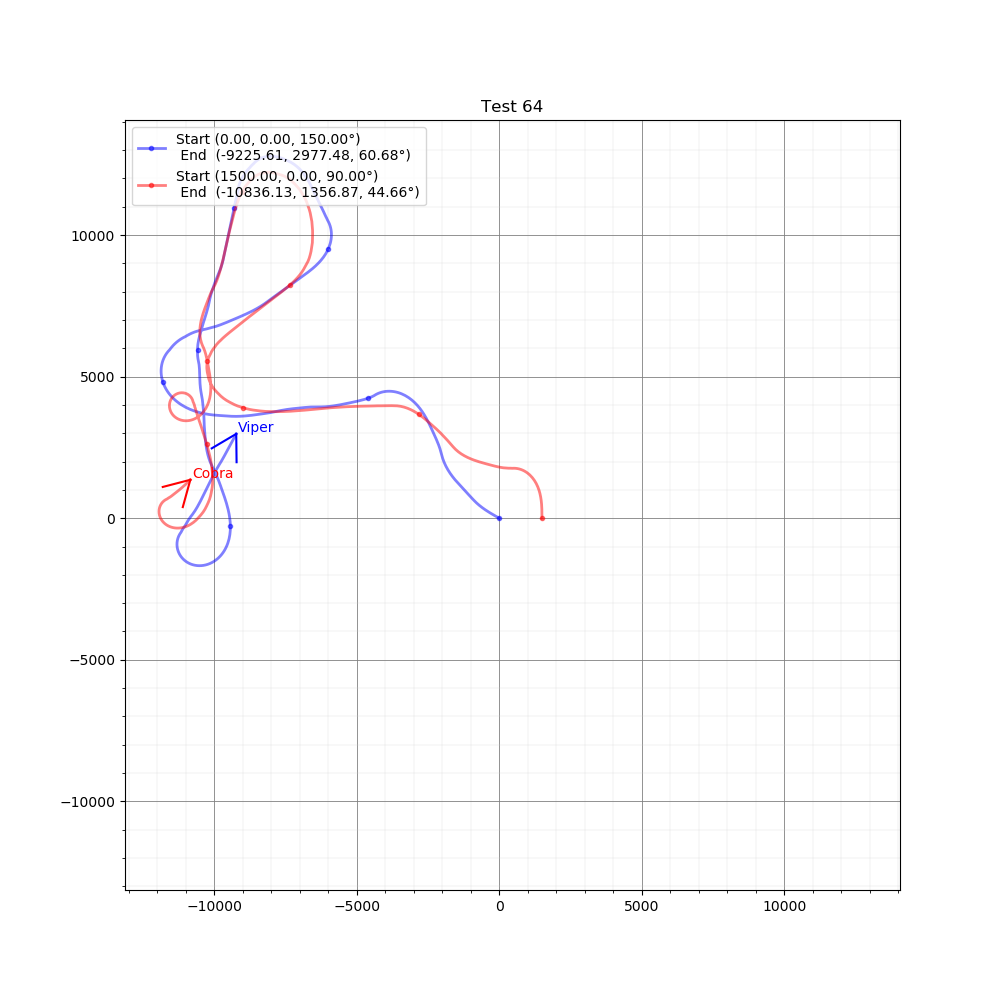 Test 64
Start (0.00, 0.00, 150.00°)
End  (-9225.61, 2977.48, 60.68°)
Start (1500.00, 0.00, 90.00°)
End  (-10836.13, 1356.87, 44.66°)
10000
5000
Viper
Cobra
0
−5000
−10000
−10000 −5000 0 5000 10000